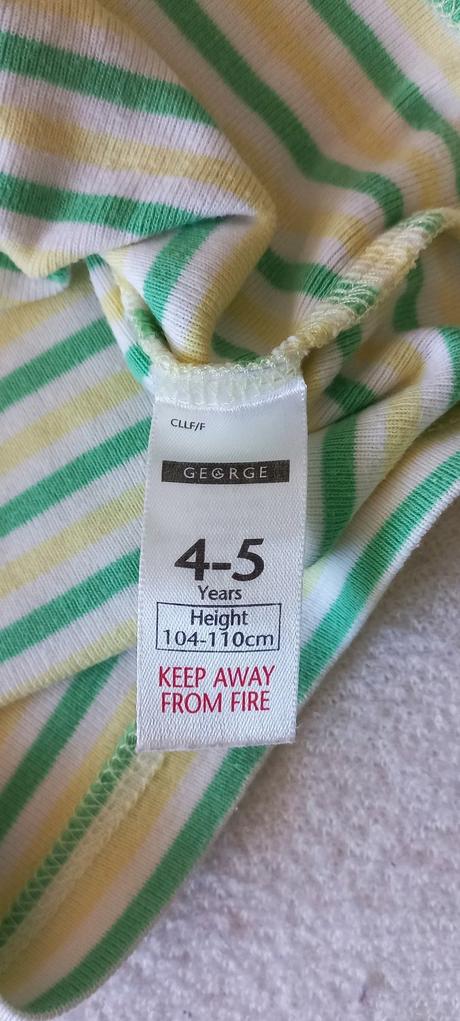 CLLF/F
GEORGE
4-5
Years
Height
104-110cm
KEEP AWAY
FROM FIRE